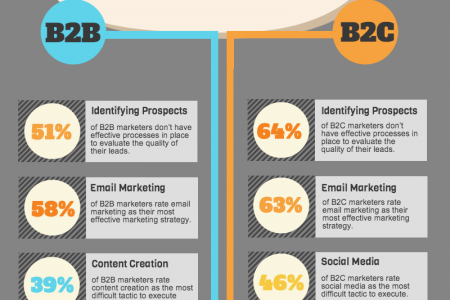 B2B
B2C
51%
Identifying Prospects
of B2B marketers don't have
effective processes in place
to evaluate the quality of
their leads.
58%
Email Marketing
of B2B marketers rate email
marketing as their most
effective marketing strategy.
39%
Content Creation
of B2B marketers rate
content creation as the most
difficult tactic to execute
64%
Identifying Prospects
of B2C marketers don't
have effective processes in
place to evaluate the
quality of their leads.
63%
Email Marketing
of B2C marketers rate
email marketing as their
most effective marketing
strategy.
46%
Social Media
of B2C marketers rate
social media as the most
difficult tactic to execute.